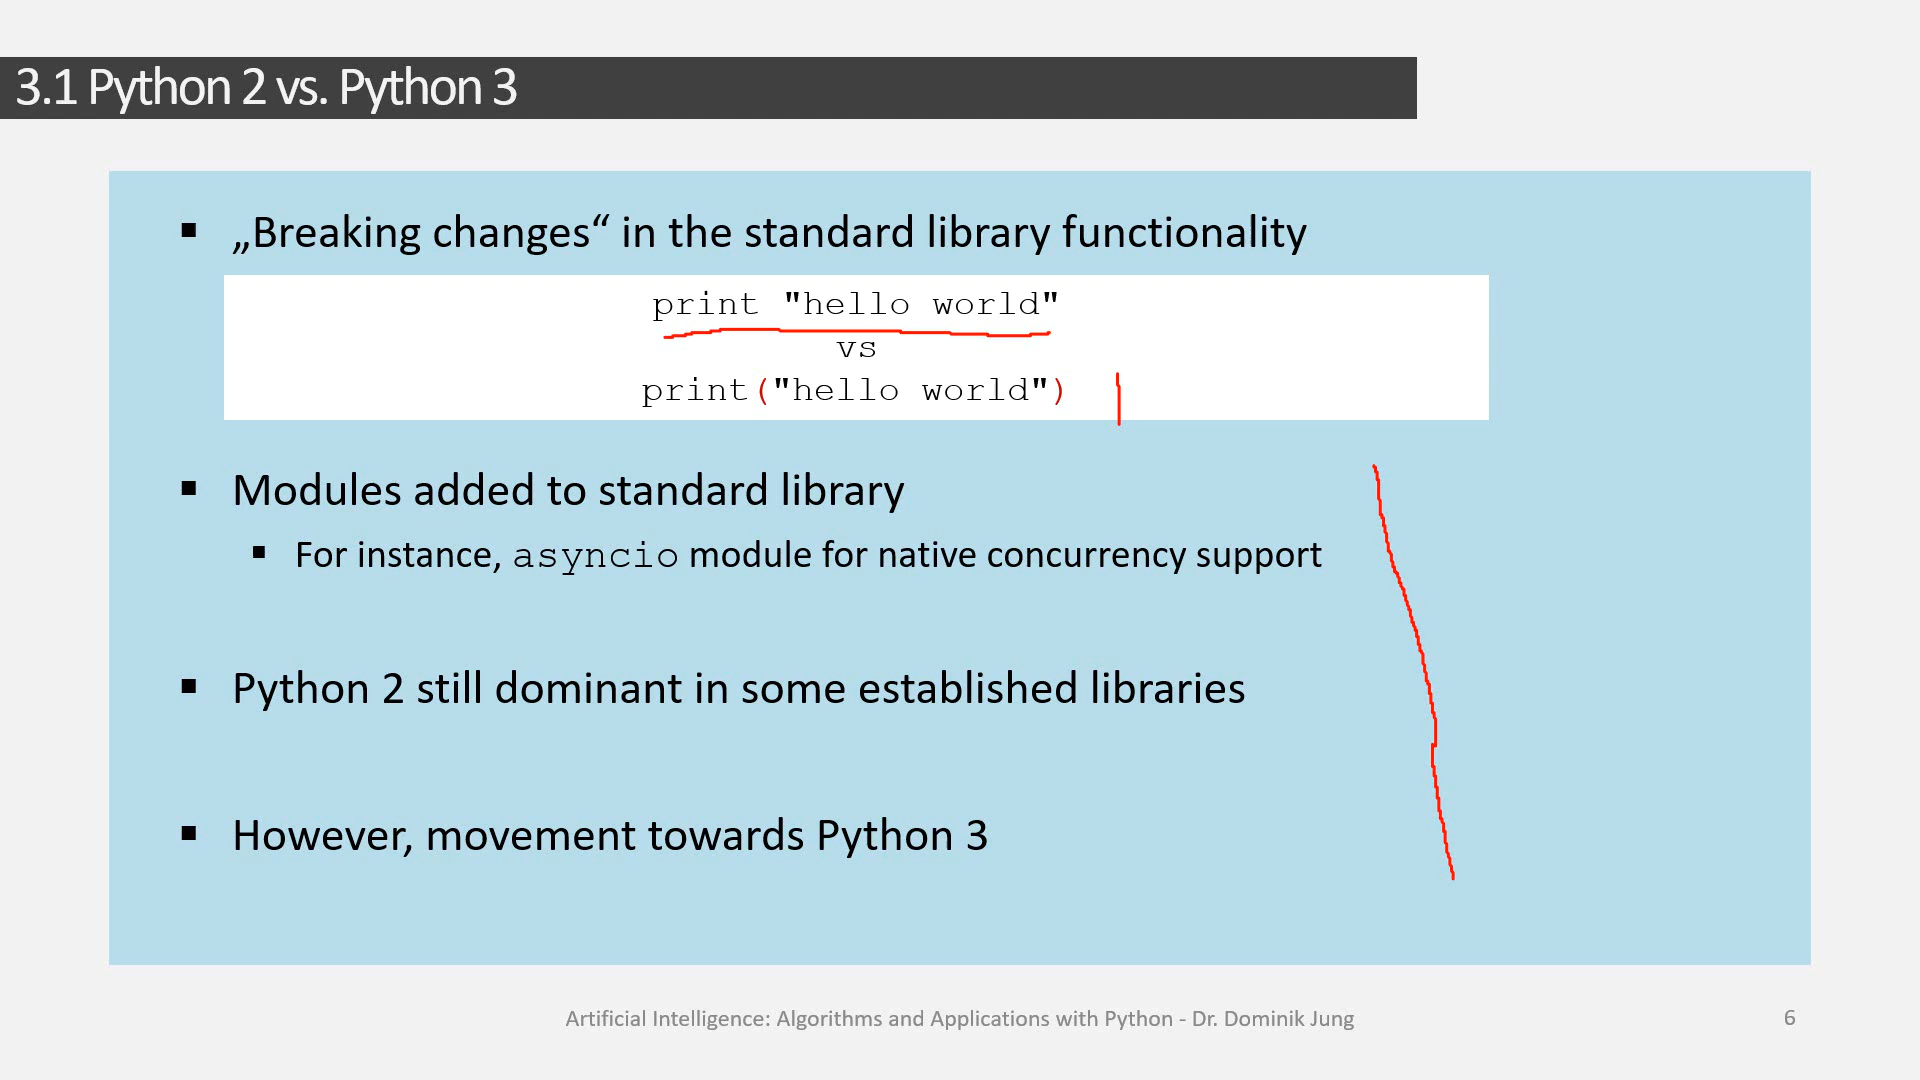 3.1 Python 2 vs. Python 3
▪ „Breaking changes“ in the standard library functionality
print "hello world"
vs
print("hello world")
▪ Modules added to standard library
▪ For instance, asyncio module for native concurrency support
▪ Python 2 still dominant in some established libraries
▪ However, movement towards Python 3
Artificial Intelligence: Algorithms and Applications with Python - Dr. Dominik Jung
6